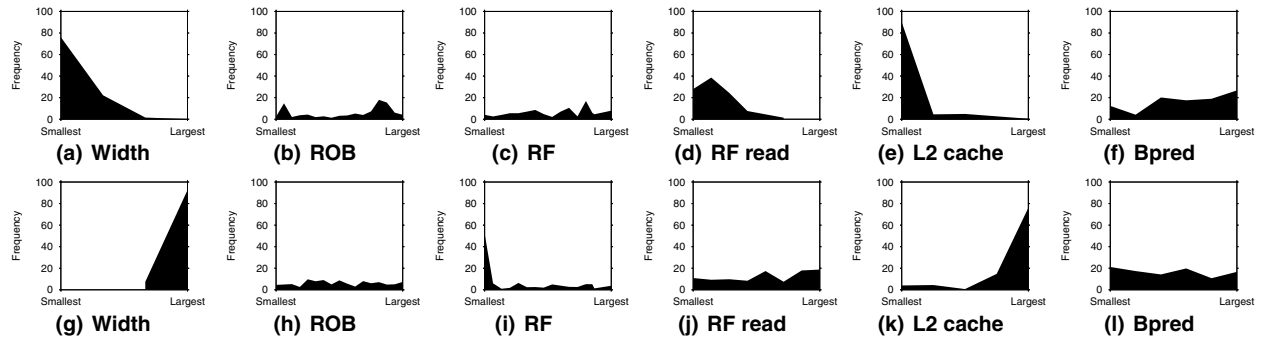 100 100 100 100 100 100
80 80 80 80 80 80
60 60 60 60 60 60
40 40 40 40 40 40
20 20 20 20 20 20
0 0 0 0 0 0
Frequency Frequency Frequency Frequency Frequency Frequency
Smallest Largest Smallest Largest Smallest Largest Smallest Largest Smallest Largest Smallest Largest
(a) Width (b) ROB (c) RF (d) RF read (e) L2 cache (f) Bpred
100 100 100 100 100 100
80 80 80 80 80 80
60 60 60 60 60 60
40 40 40 40 40 40
20 20 20 20 20 20
0 0 0 0 0 0
Frequency Frequency Frequency Frequency Frequency Frequency
Smallest Largest Smallest Largest Smallest Largest Smallest Largest Smallest Largest Smallest Largest
(g) Width (h) ROB (i) RF (j) RF read (k) L2 cache (l) Bpred